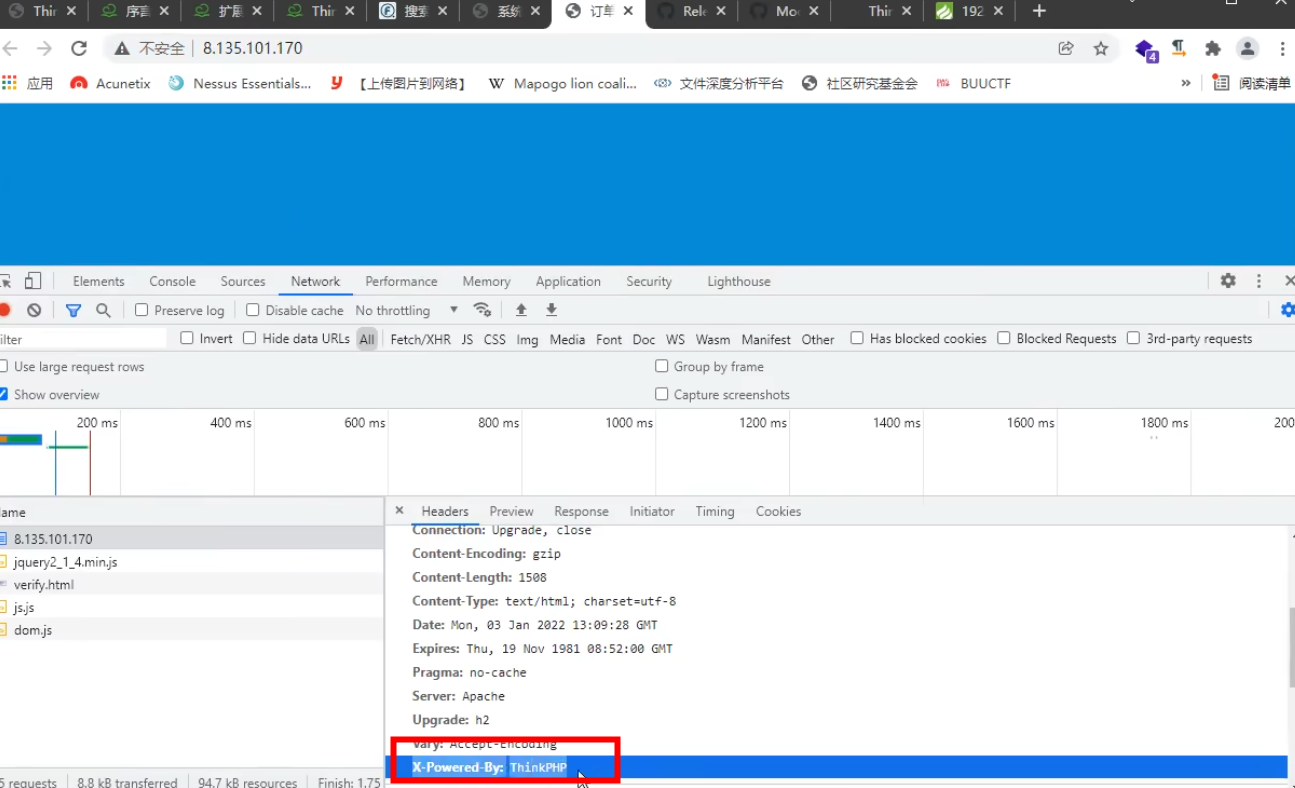 Thir 序言 扩展 Thir 搜索 系统 订单 Rele Mo Thir 192
不安全 8.135.101.170
4
应用 Acunetix Nessus Essentials... 【上传图片到网络】 Mapogo lion coali... 文件深度分析平台 社区研究基金会 BUUCTF » 阅读清单
Elements Console Sources Network Performance Memory Application Security Lighthouse
Preserve log Disable cache No throttling
ilter Invert Hide data URLs All Fetch/XHR JS CSS Img Media Font Doc WS Wasm Manifest Other Has blocked cookies Blocked Requests 3rd-party requests
Use large request rows Group by frame
Show overview Capture screenshots
200 ms 400 ms 600 ms 800 ms 1000 ms 1200 ms 1400 ms 1600 ms 1800 ms 200
ame
8.135.101.170
jquery2_1_4.min.js
verify.html
js.js
dom.js
5 requests 8.8 kB transferred 94.7 kB resources Finish: 1.75
Headers Preview Response Initiator Timing Cookies
Connection: Upgrade, close
Content-Encoding: gzip
Content-Length: 1508
Content-Type: text/html; charset=utf-8
Date: Mon, 03 Jan 2022 13:09:28 GMT
Expires: Thu, 19 Nov 1981 08:52:00 GMT
Pragma: no-cache
Server: Apache
Upgrade: h2
Vary: Accept-Encoding
X-Powered-By: ThinkPHP